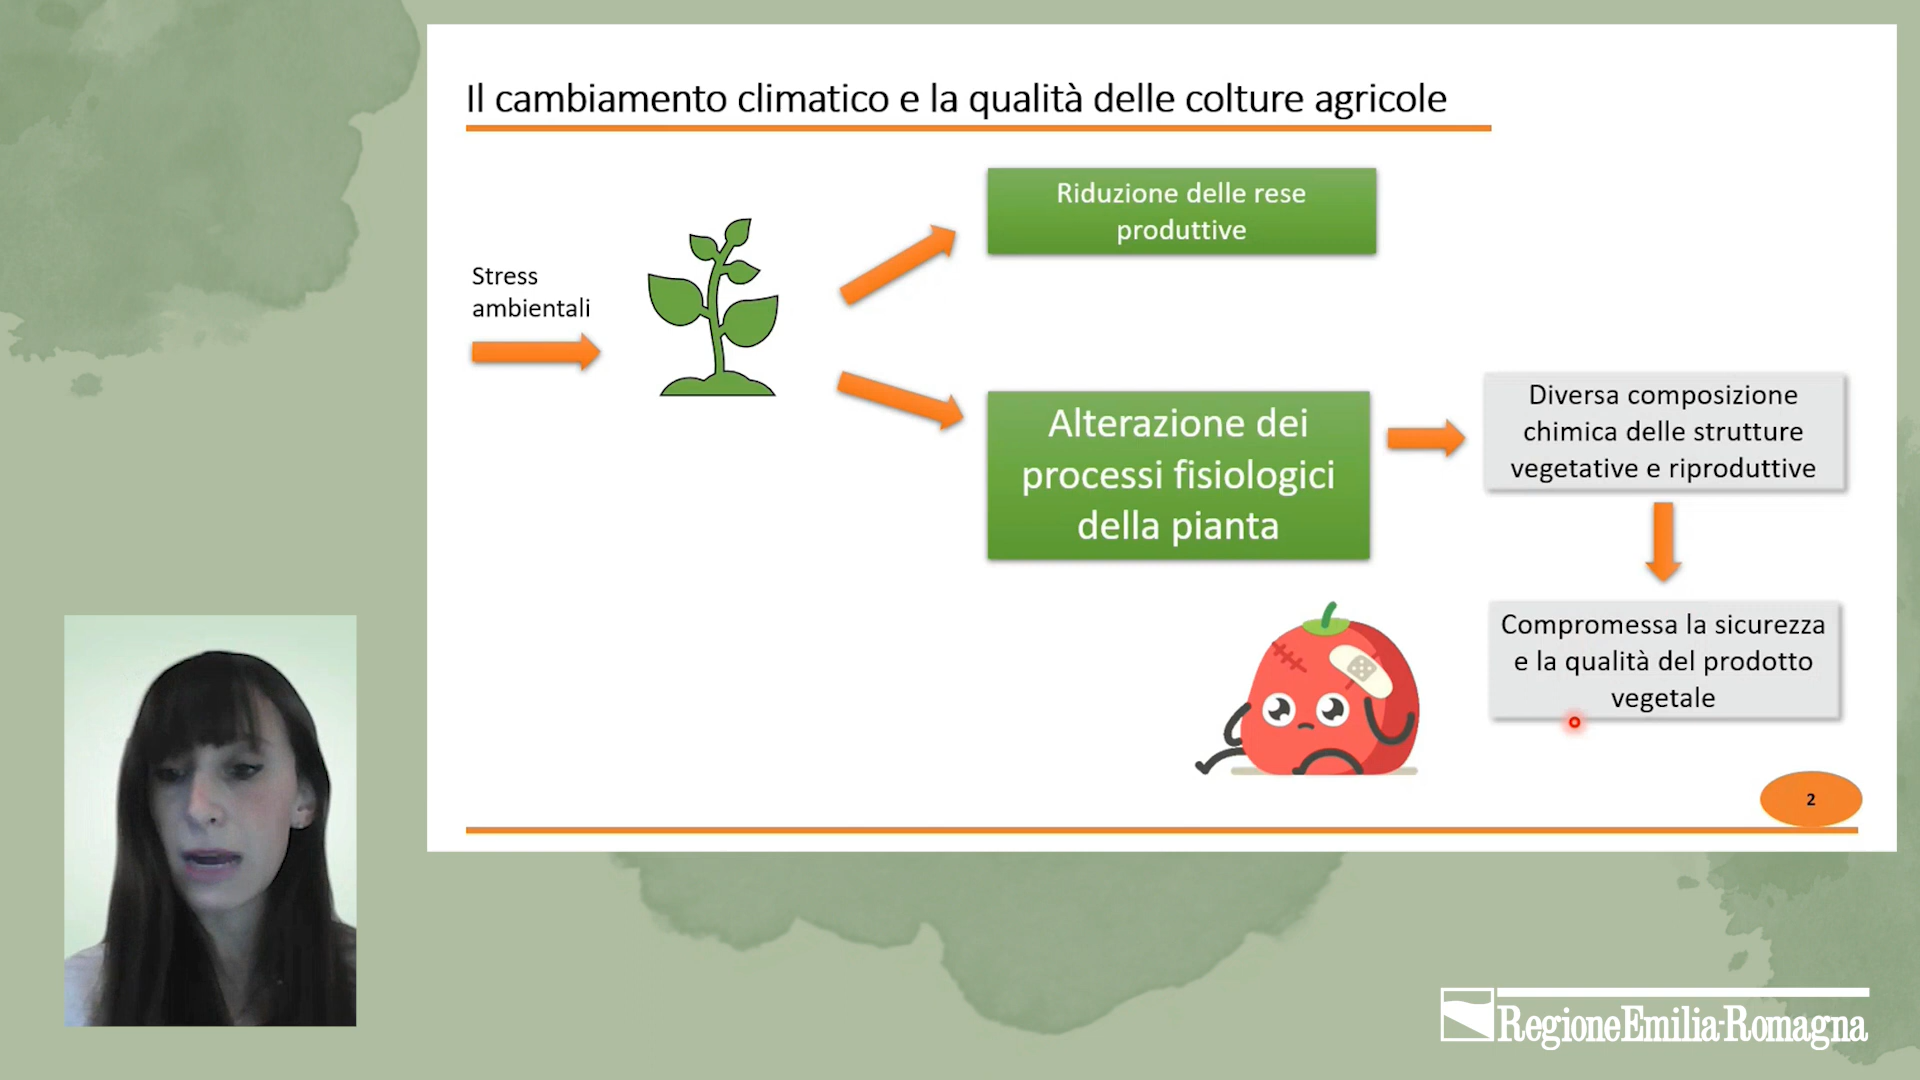 Il cambiamento climatico e la qualità delle colture agricole
Riduzione delle rese
produttive
Stress
ambientali
Alterazione dei
processi fisiologici
della pianta
Diversa composizione
chimica delle strutture
vegetative e riproduttive
Compromessa la sicurezza
e la qualità del prodotto
vegetale
2
RegioneEmilia-Romagna